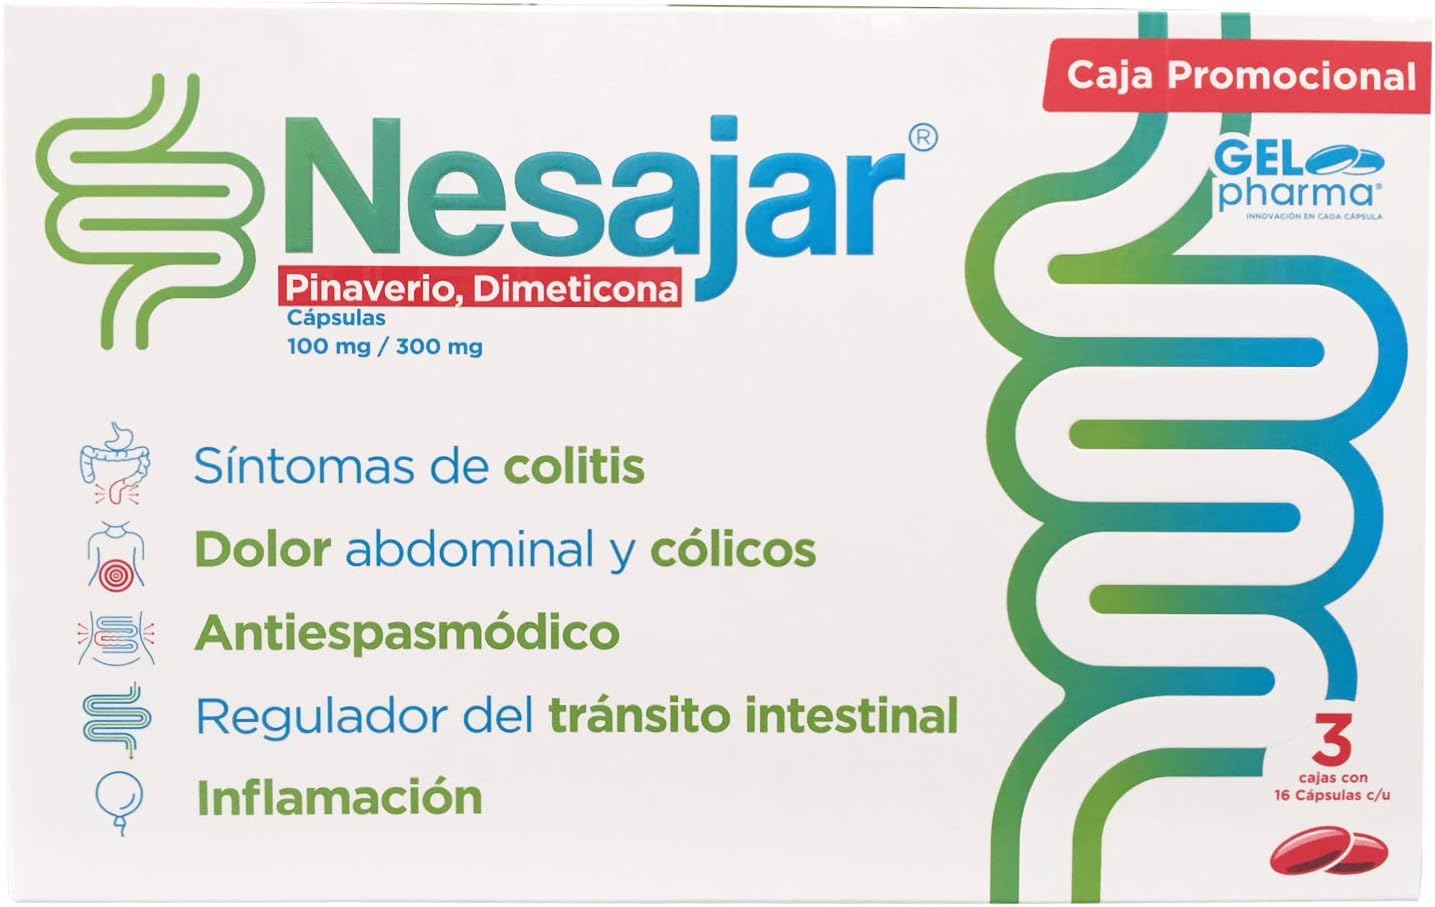 Caja Promocional
GEL
pharma®
INNOVACIÓN EN CADA CÁPSULA
Nesajar®
Pinaverio, Dimeticona
Cápsulas
100 mg / 300 mg
Síntomas de colitis
Dolor abdominal y cólicos
Antiespasmódico
Regulador del tránsito intestinal
Inflamación
3
cajas con
16 Cápsulas c/u